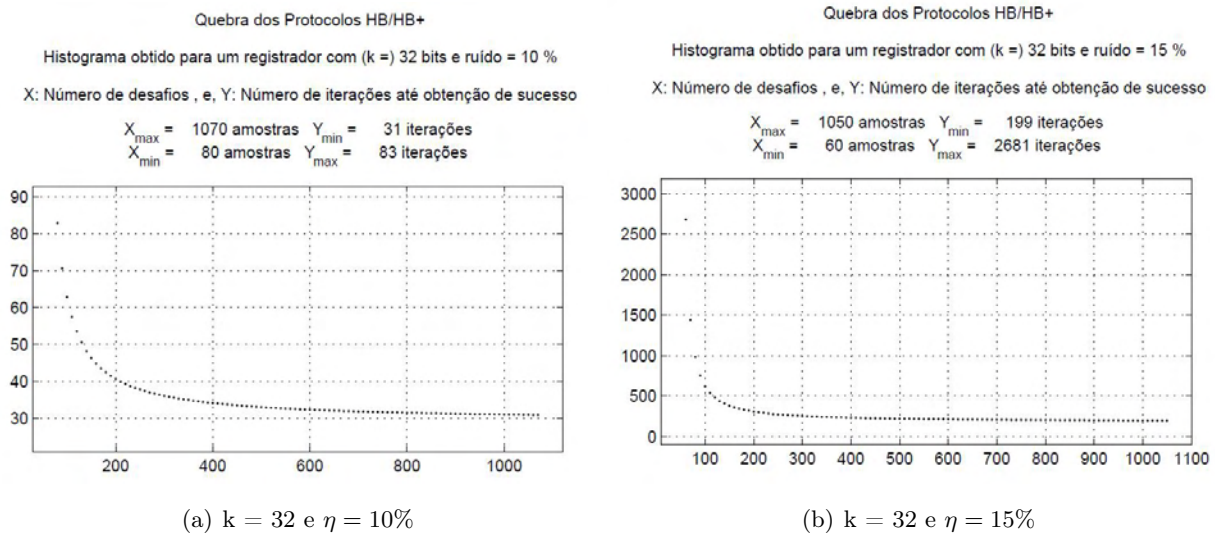 Quebra dos Protocolos HB/HB+
Histograma obtido para um registrador com (k =) 32 bits e ruído = 10 %
X: Número de desafios , e, Y: Número de iterações até obtenção de sucesso
Xmax = 1070 amostras Ymin = 31 iterações
Xmin = 80 amostras Ymax = 83 iterações
90
80
70
60
50
40
30
200 400 600 800 1000
(a) k = 32 e η = 10%
Quebra dos Protocolos HB/HB+
Histograma obtido para um registrador com (k =) 32 bits e ruído = 15 %
X: Número de desafios , e, Y: Número de iterações até obtenção de sucesso
Xmax = 1050 amostras Ymin = 199 iterações
Xmin = 60 amostras Ymax = 2681 iterações
3000
2500
2000
1500
1000
500
0
100 200 300 400 500 600 700 800 900 1000 1100
(b) k = 32 e η = 15%